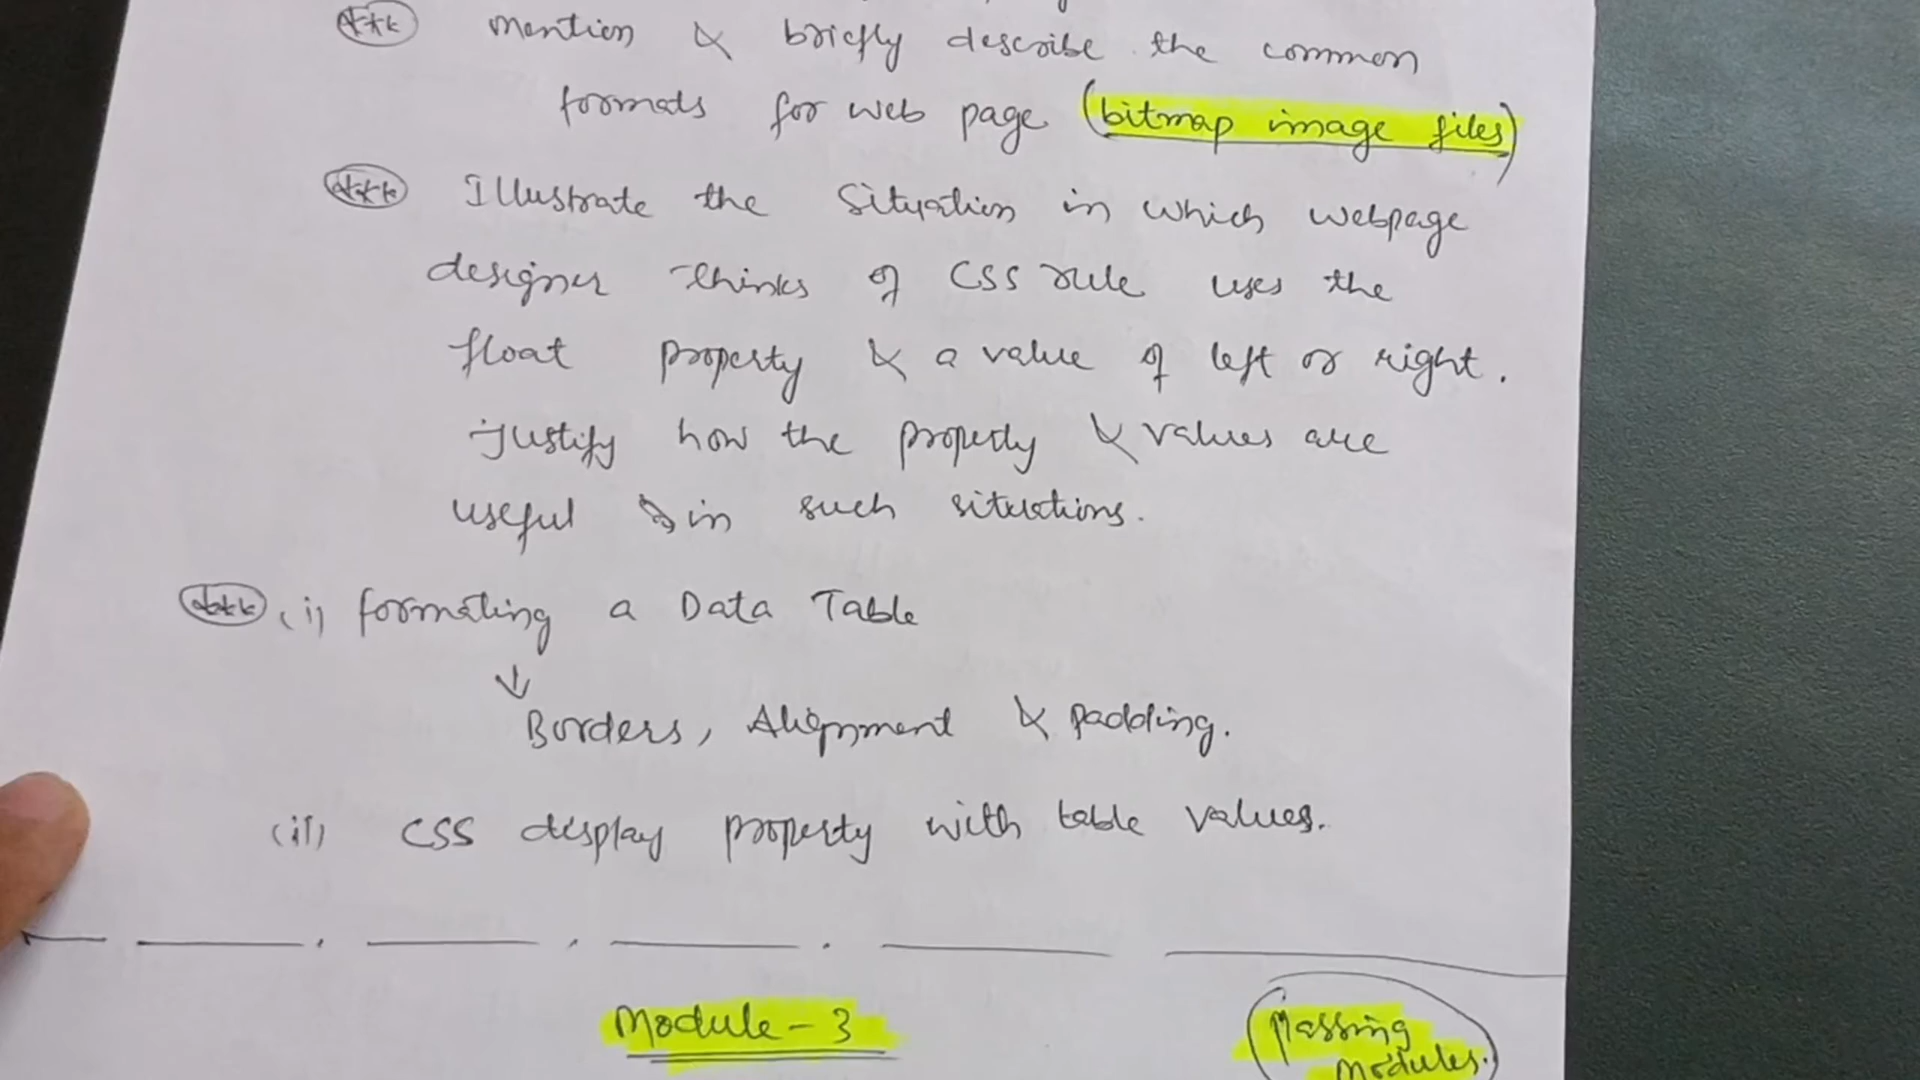 *** Mention & briefly describe the common
formats for web page (bitmap image files)
*** Illustrate the situation in which webpage
designer thinks of CSS rule uses the
float property & a value of left or right.
Justify how the property & values are
useful in such situations.
*** (i) formating a Data Table
↓
Borders, Alignment & padding.
(ii) CSS display property with table values.
Module-3
Passing
Modules.